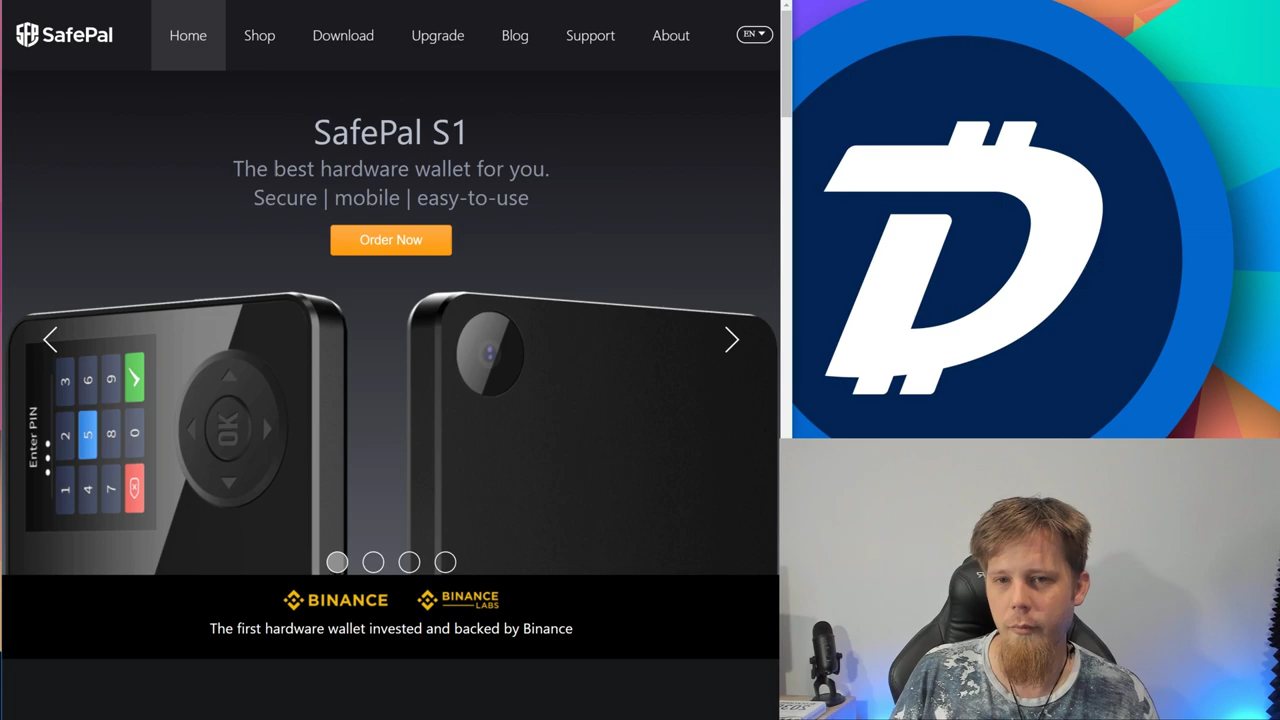 SafePal
Home
Shop
Download
Upgrade
Blog
Support
About
EN
SafePal S1
The best hardware wallet for you.
Secure | mobile | easy-to-use
Order Now
Enter PIN
1 2 3
4 5 6
7 8 9
0
OK
BINANCE
BINANCE LABS
The first hardware wallet invested and backed by Binance